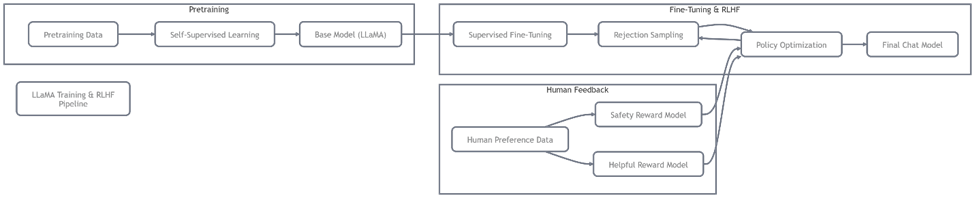 Pretraining
Pretraining Data
Self-Supervised Learning
Base Model (LLaMA)
Fine-Tuning & RLHF
Supervised Fine-Tuning
Rejection Sampling
Policy Optimization
Final Chat Model
LLaMA Training & RLHF
Pipeline
Human Feedback
Human Preference Data
Safety Reward Model
Helpful Reward Model